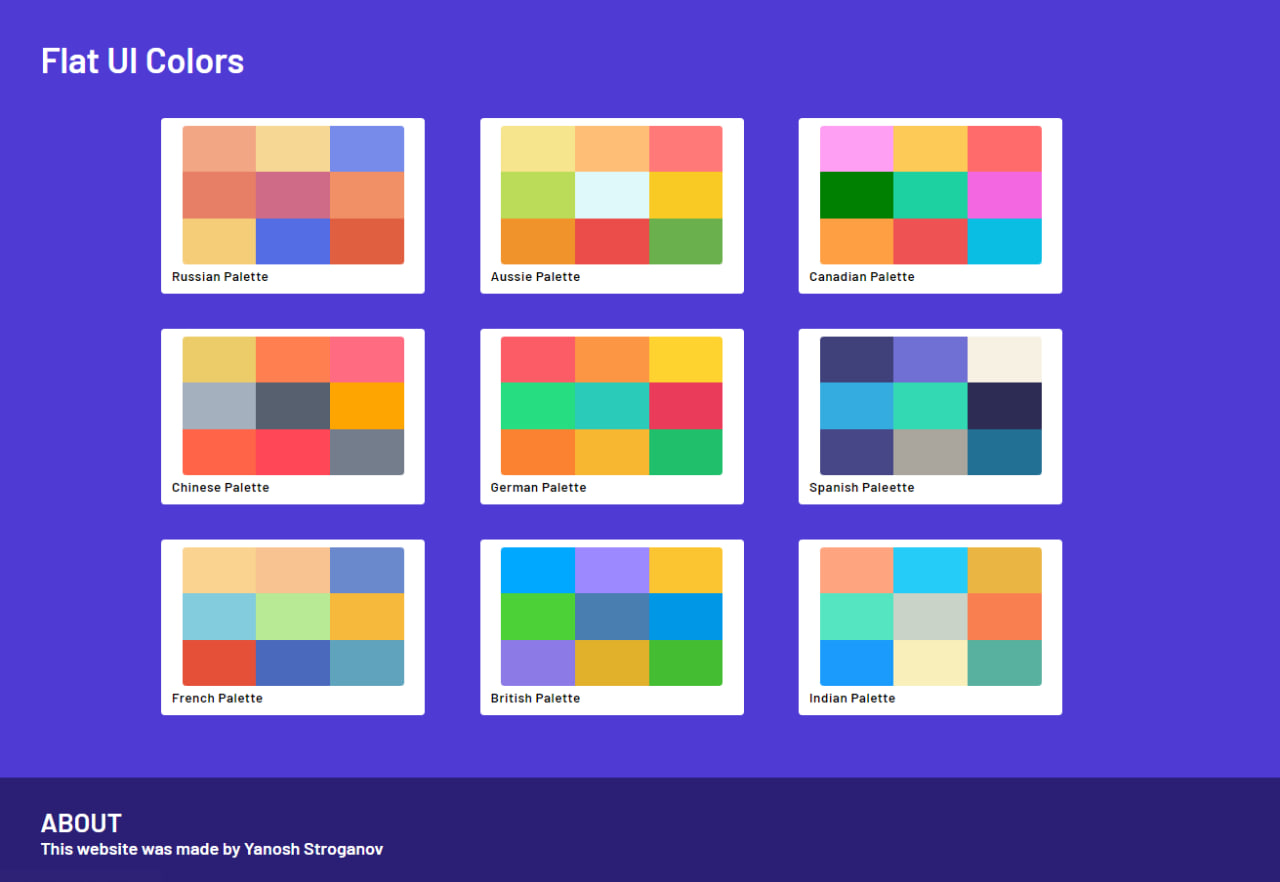 Flat UI Colors
Russian Palette
Aussie Palette
Canadian Palette
Chinese Palette
German Palette
Spanish Paleette
French Palette
British Palette
Indian Palette
ABOUT
This website was made by Yanosh Stroganov